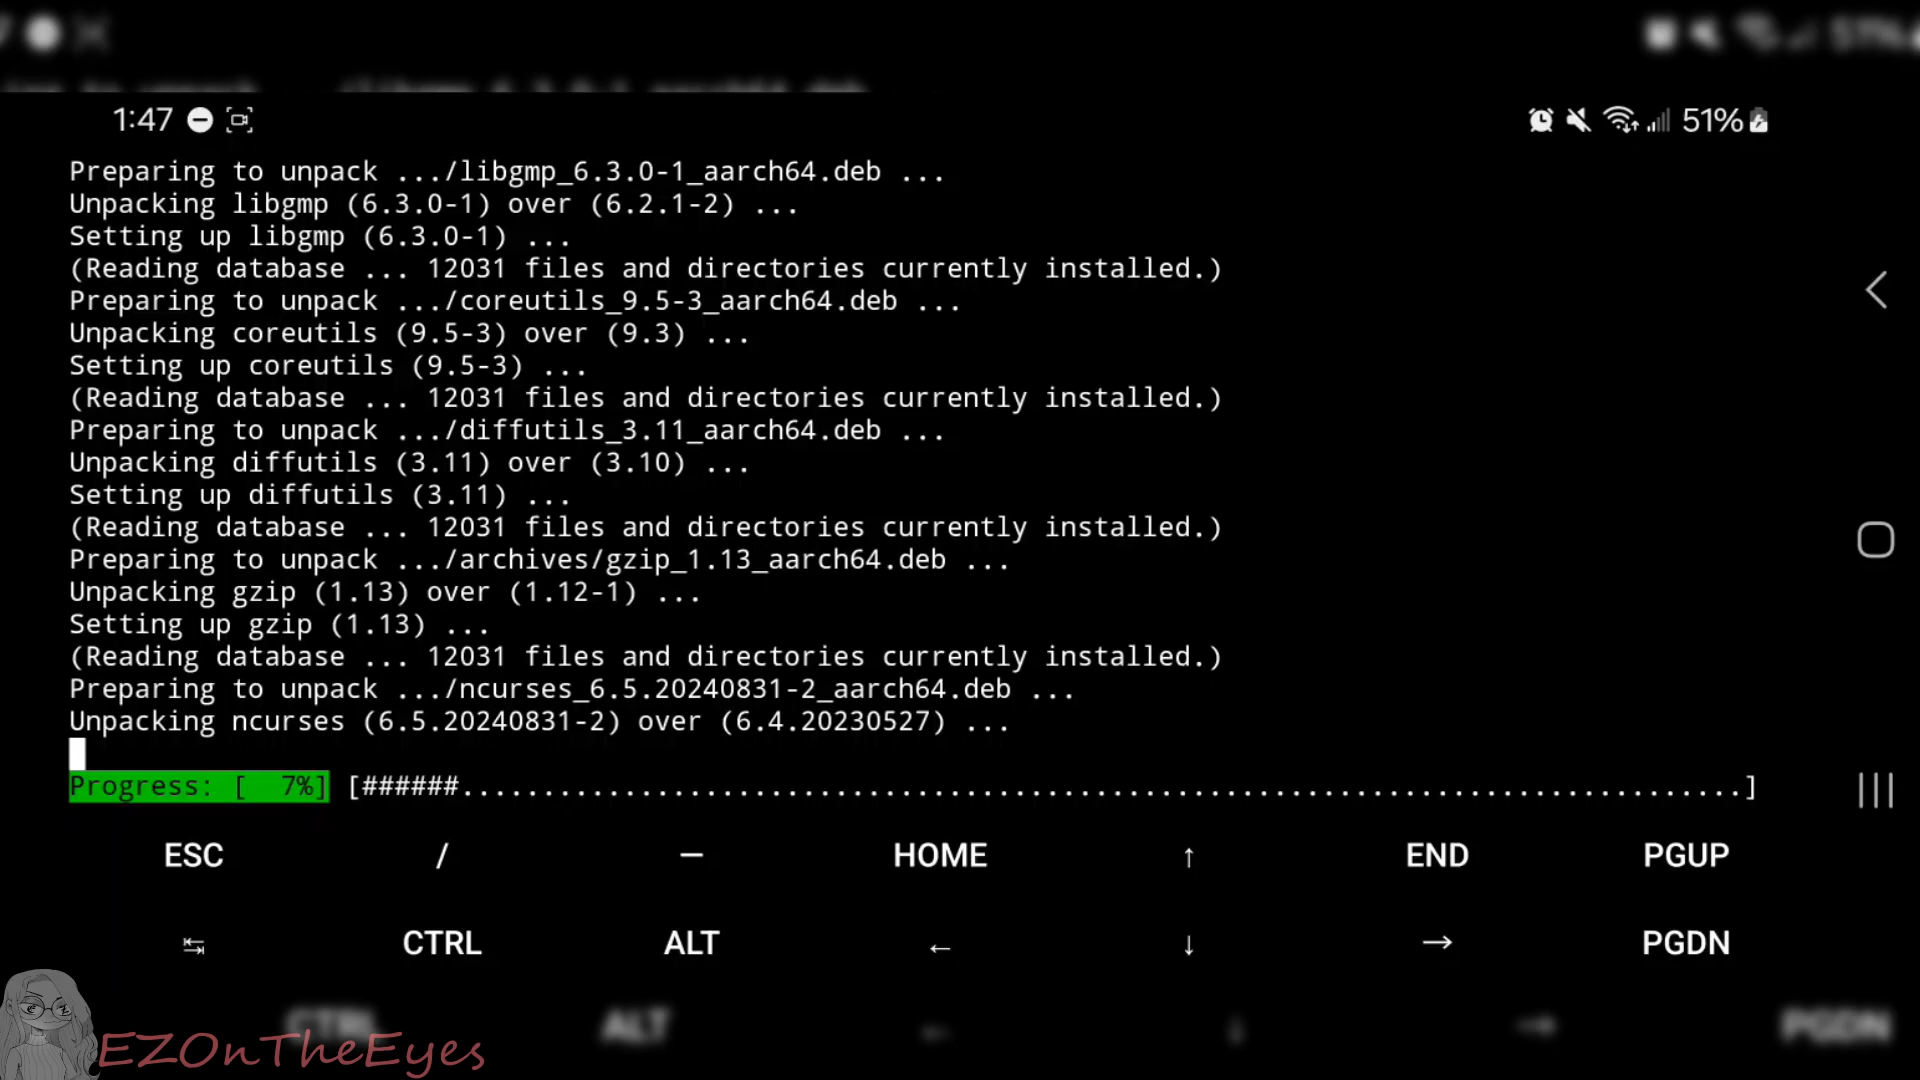 1:47
51%
Preparing to unpack .../libgmp_6.3.0-1_aarch64.deb ...
Unpacking libgmp (6.3.0-1) over (6.2.1-2) ...
Setting up libgmp (6.3.0-1) ...
(Reading database ... 12031 files and directories currently installed.)
Preparing to unpack .../coreutils_9.5-3_aarch64.deb ...
Unpacking coreutils (9.5-3) over (9.3) ...
Setting up coreutils (9.5-3) ...
(Reading database ... 12031 files and directories currently installed.)
Preparing to unpack .../diffutils_3.11_aarch64.deb ...
Unpacking diffutils (3.11) over (3.10) ...
Setting up diffutils (3.11) ...
(Reading database ... 12031 files and directories currently installed.)
Preparing to unpack .../archives/gzip_1.13_aarch64.deb ...
Unpacking gzip (1.13) over (1.12-1) ...
Setting up gzip (1.13) ...
(Reading database ... 12031 files and directories currently installed.)
Preparing to unpack .../ncurses_6.5.20240831-2_aarch64.deb ...
Unpacking ncurses (6.5.20240831-2) over (6.4.20230527) ...
Progress: [  7%] [######...............................................................................]
ESC / — HOME ↑ END PGUP
↹ CTRL ALT ← ↓ → PGDN
CTRL ALT ← ↓ → PGDN
EZOnTheEyes